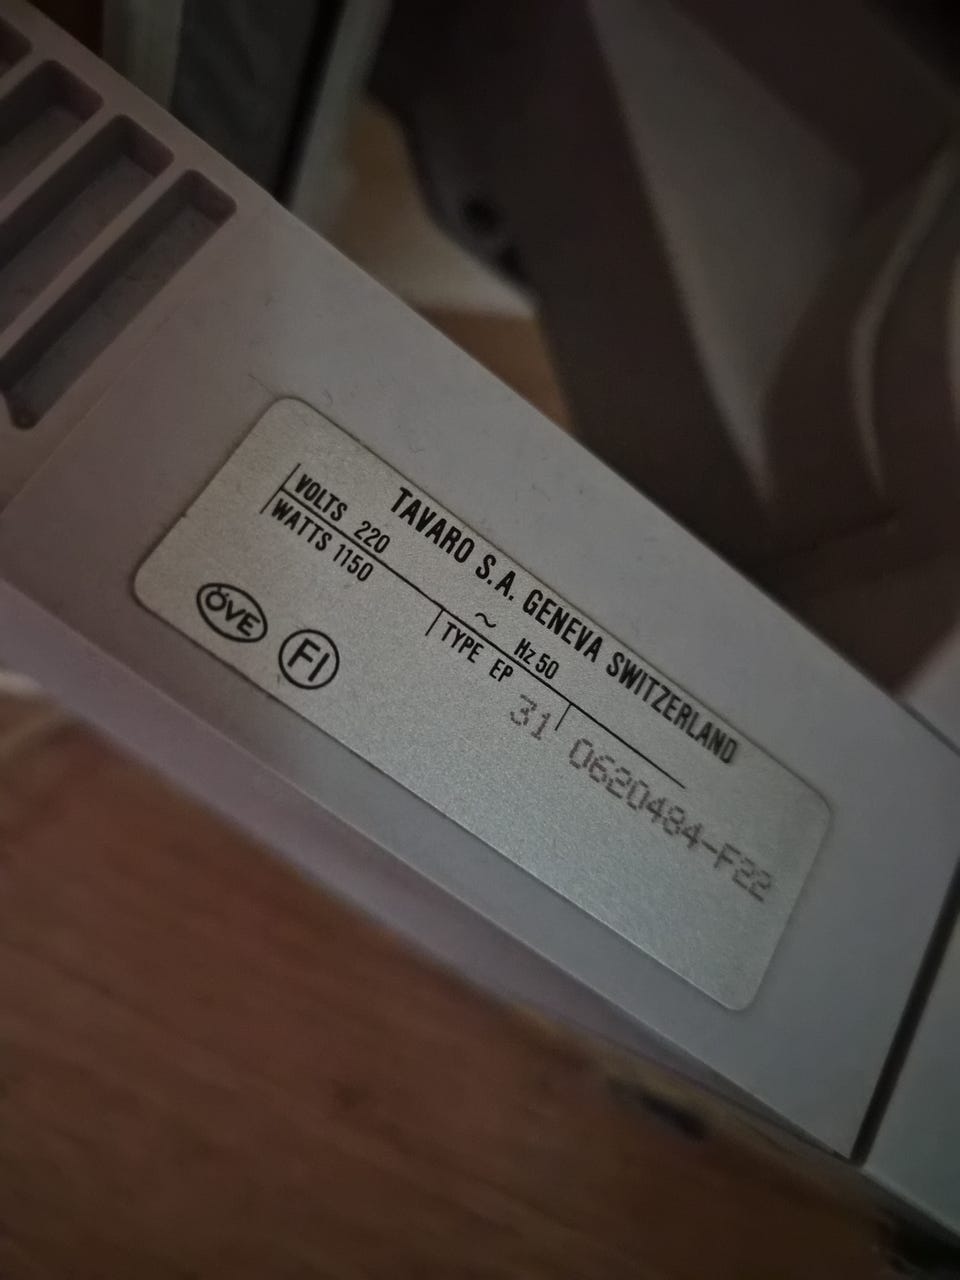 TAVARO S.A. GENEVA SWITZERLAND
VOLTS 220 ~ Hz 50
WATTS 1150 TYPE EP 31 0620484-F22
ÖVE FI